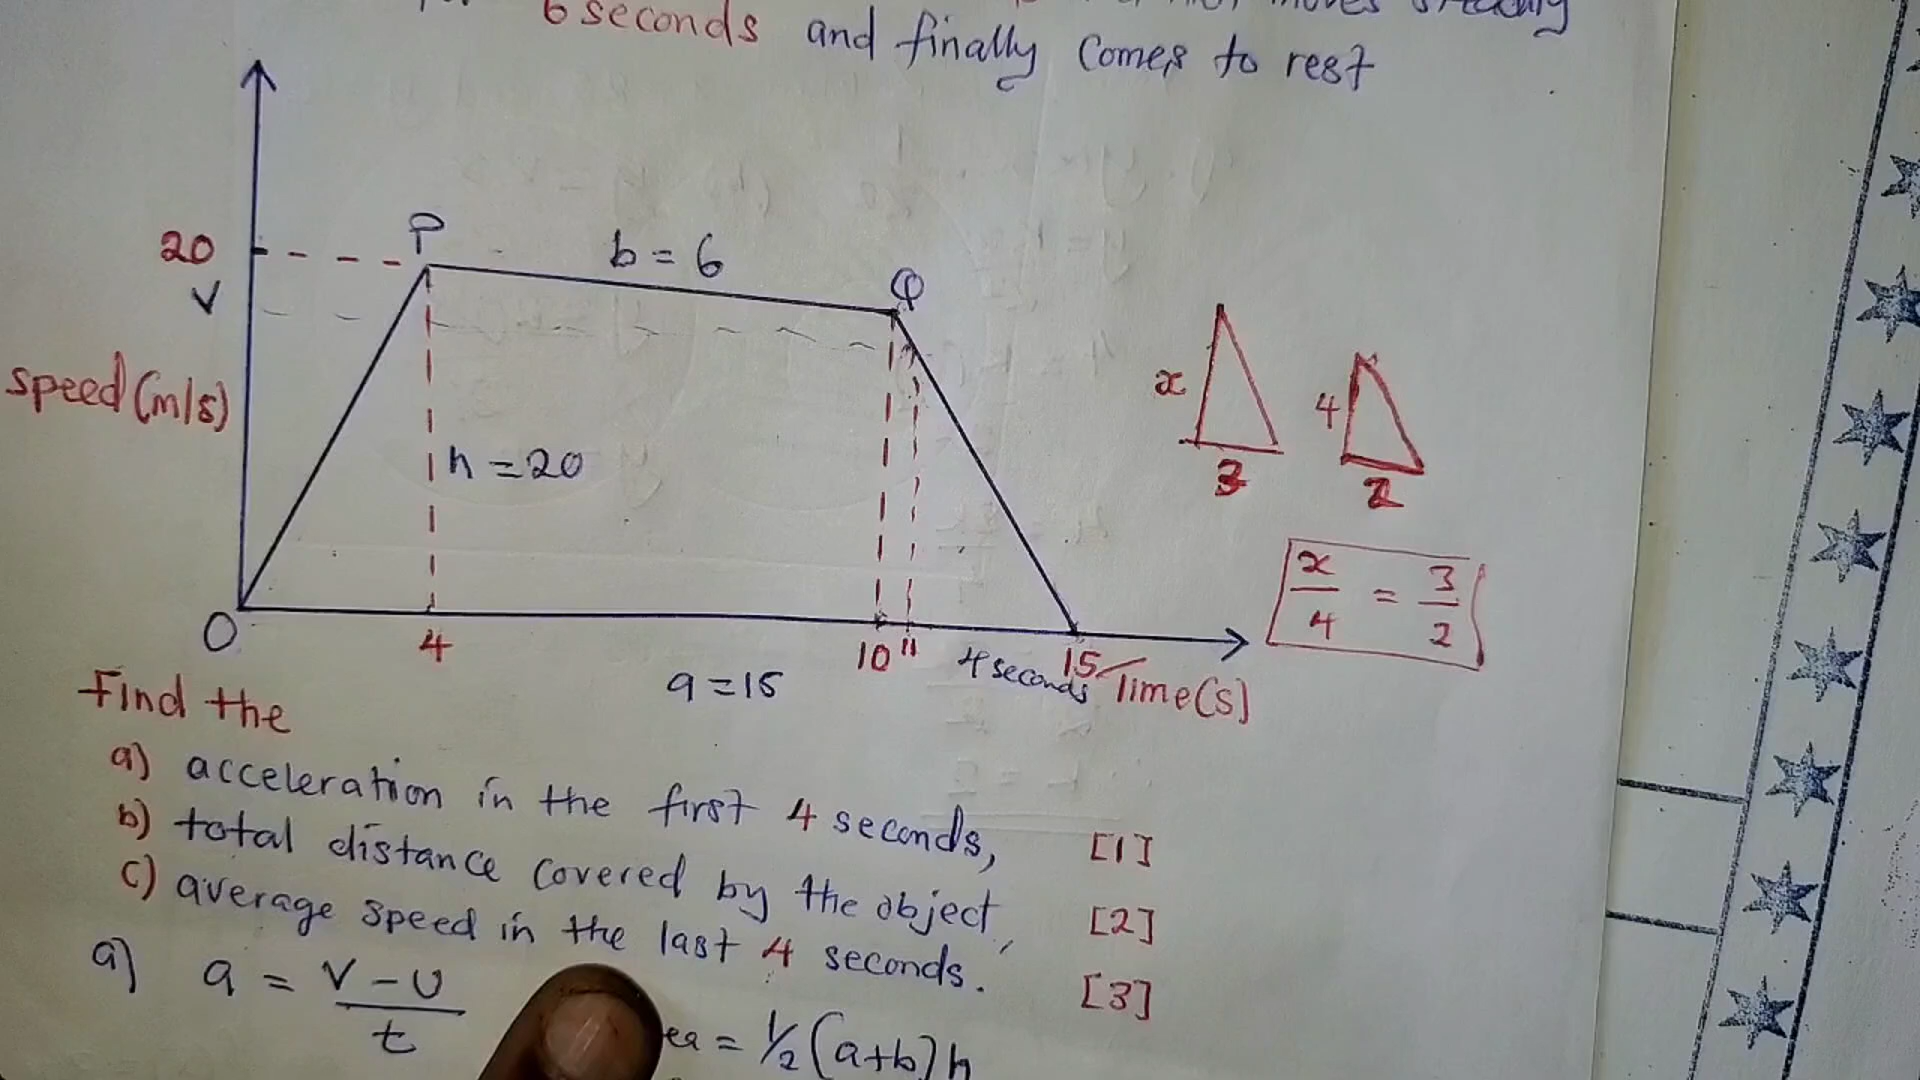 6 seconds and finally comes to rest
P
20
b = 6
Q
V
speed (m/s)
h = 20
x
3
4
2
x/4 = 3/2
O
4
10
11
4 seconds
15
Time (s)
a = 15
Find the
a) acceleration in the first 4 seconds, [1]
b) total distance covered by the object, [2]
c) average speed in the last 4 seconds. [3]
a) a = V - U / t
= 1/2 (a+b) h